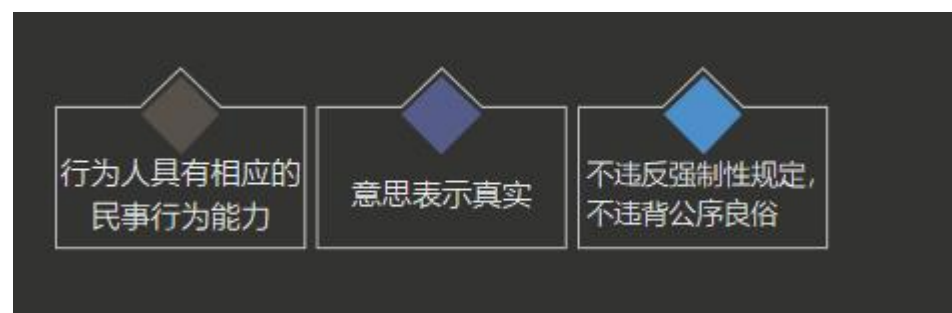 行为人具有相应的
民事行为能力
意思表示真实
不违反强制性规定,
不违背公序良俗